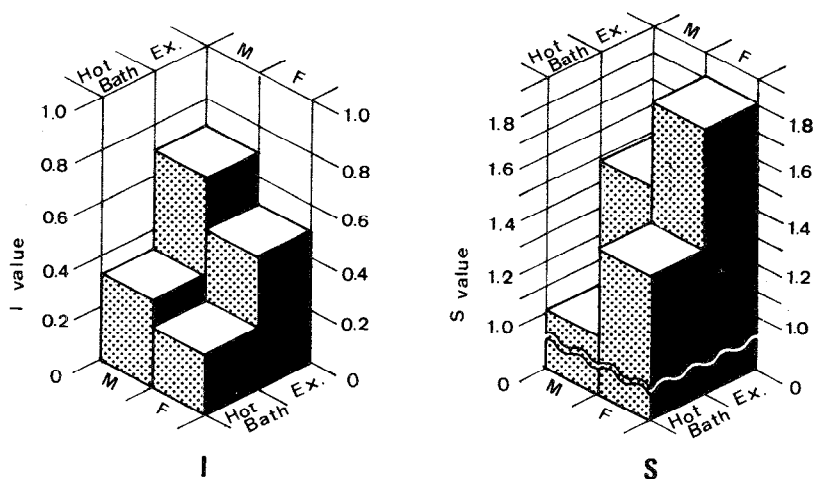 Hot Bath
Ex.
M
F
1.0
0.8
0.6
0.4
0.2
0
I value
1.0
0.8
0.6
0.4
0.2
0
M
F
Hot Bath
Ex.
I
Hot Bath
Ex.
M
F
1.8
1.6
1.4
1.2
1.0
0
S value
1.8
1.6
1.4
1.2
1.0
0
M
F
Hot Bath
Ex.
S